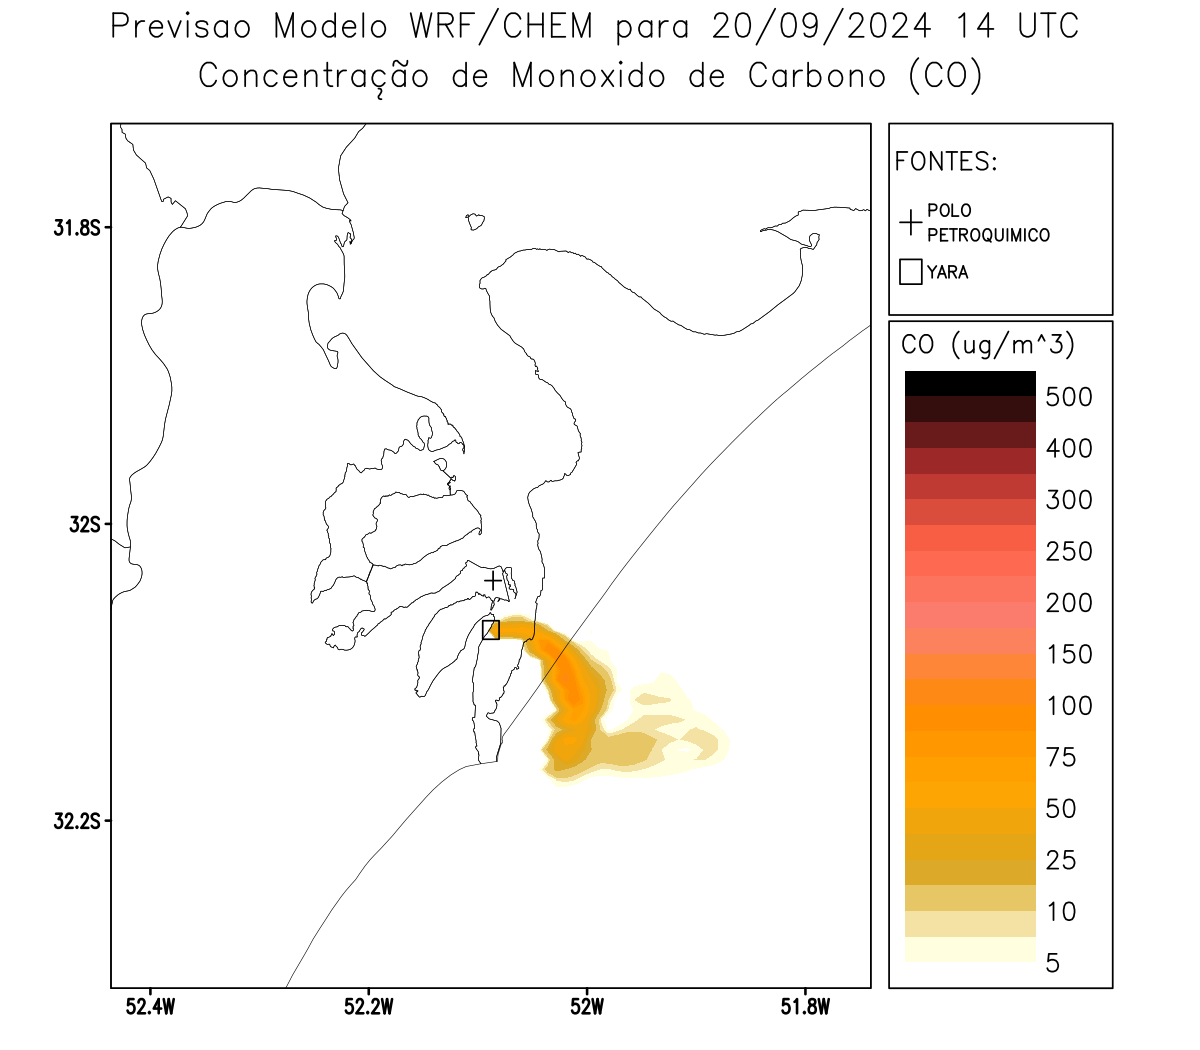 Previsao Modelo WRF/CHEM para 20/09/2024 14 UTC
Concentração de Monoxido de Carbono (CO)
FONTES:
POLO
PETROQUIMICO
YARA
31.8S
32S
32.2S
52.4W
52.2W
52W
51.8W
CO (ug/m^3)
500
400
300
250
200
150
100
75
50
25
10
5